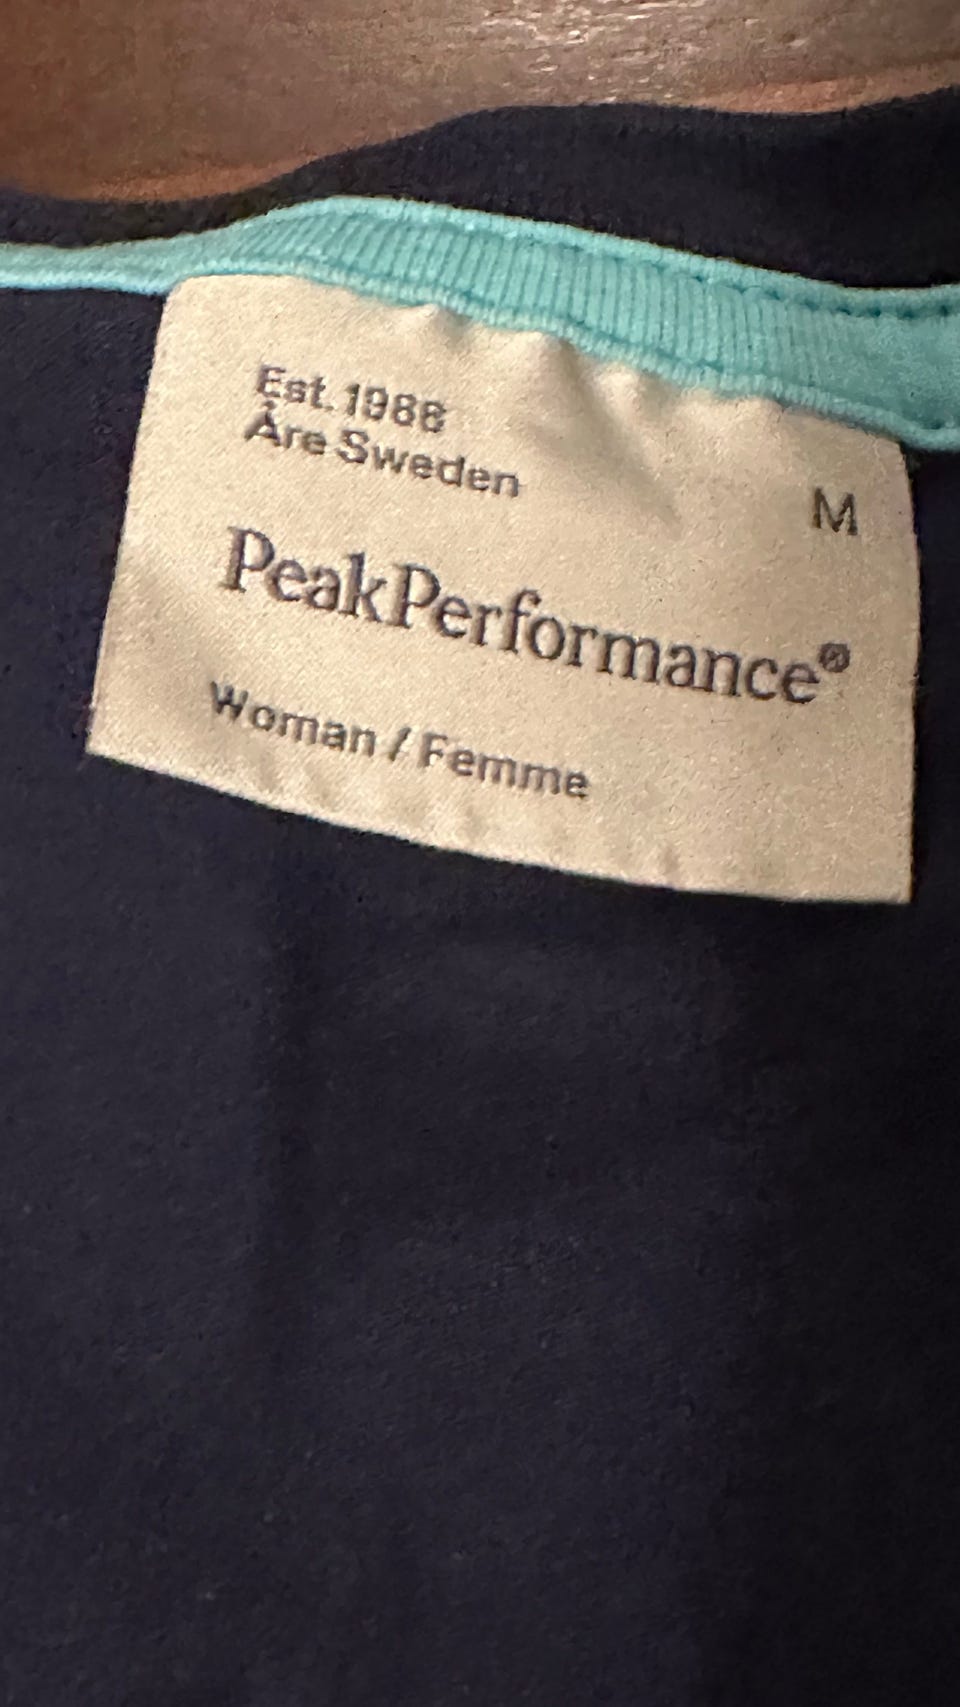 Est. 1986
Åre Sweden
M
PeakPerformance®
Woman / Femme